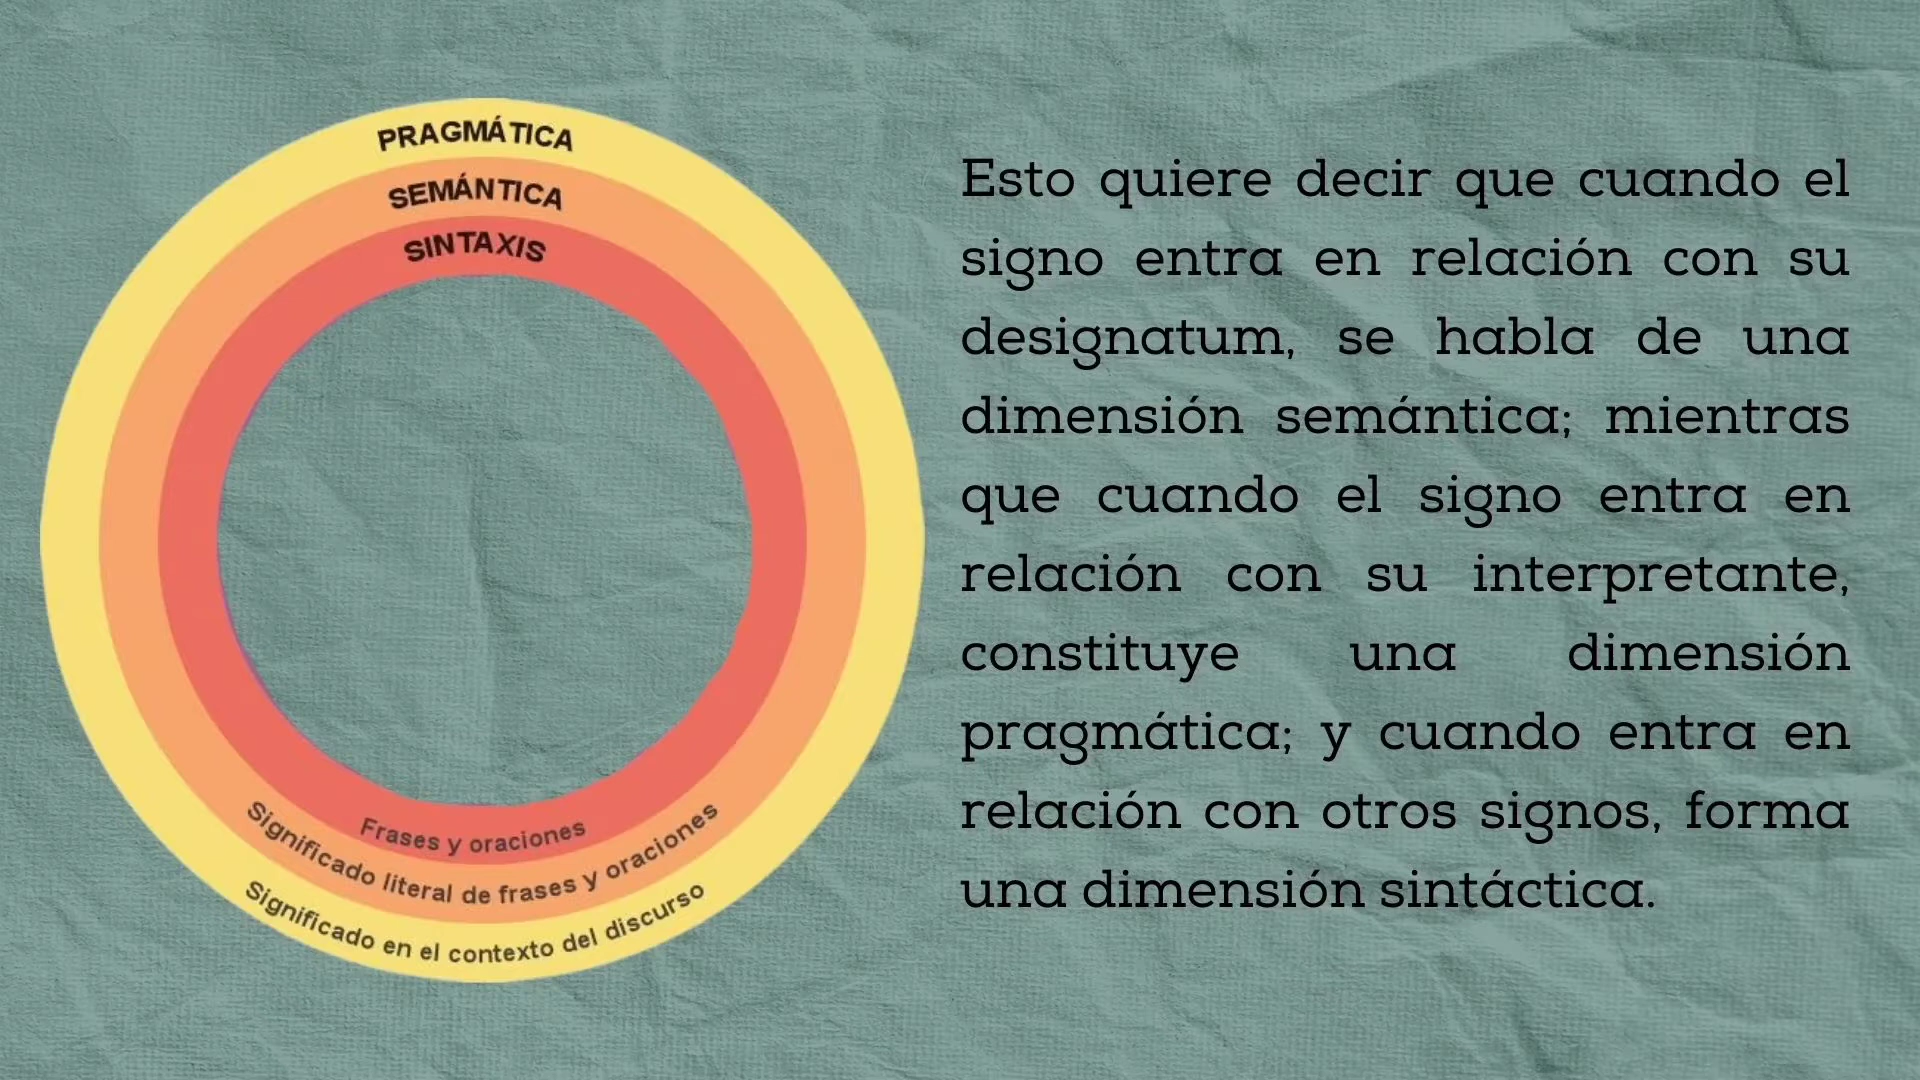 PRAGMÁTICA
SEMÁNTICA
SINTAXIS
Frases y oraciones
Significado literal de frases y oraciones
Significado en el contexto del discurso
Esto quiere decir que cuando el
signo entra en relación con su
designatum, se habla de una
dimensión semántica; mientras
que cuando el signo entra en
relación con su interpretante,
constituye una dimensión
pragmática; y cuando entra en
relación con otros signos, forma
una dimensión sintáctica.